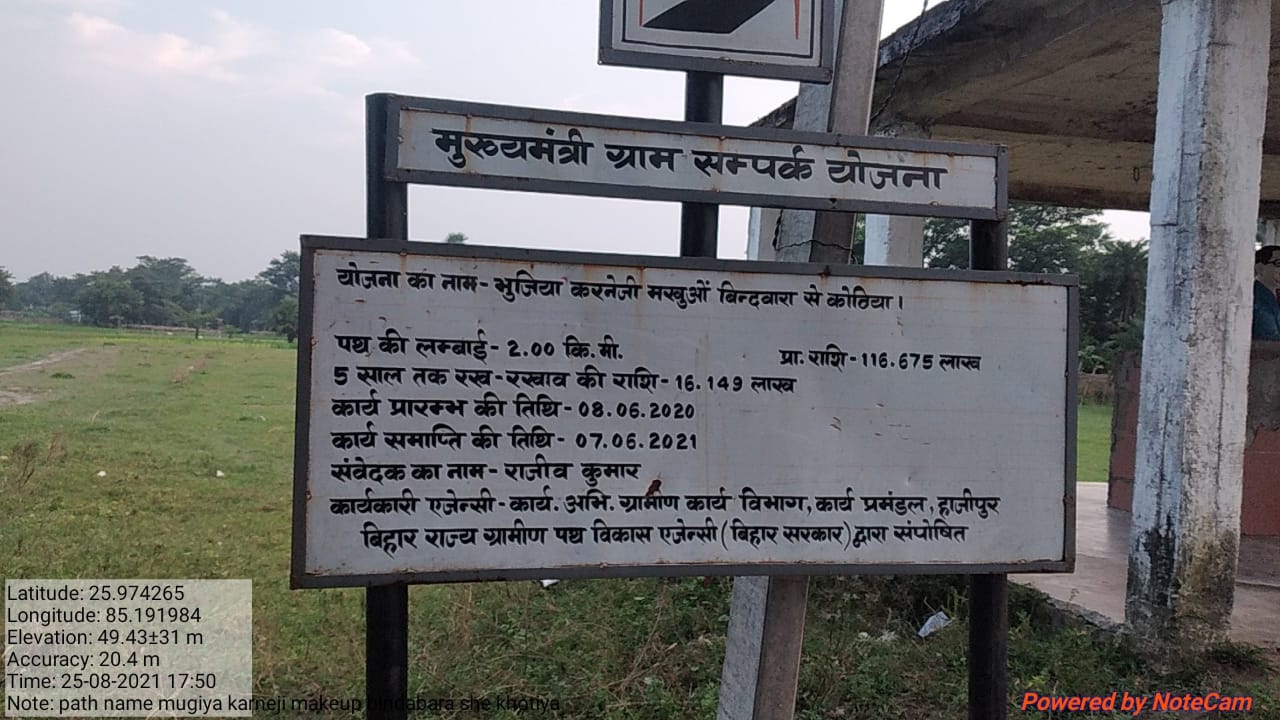 मुख्यमंत्री ग्राम सम्पर्क योजना
योजना का नाम- भुजिया करनेजी मखुओं बिन्दवारा से कोठिया।
पथ की लम्बाई- 2.00 कि.मी. प्रा. राशि-116.675 लाख
5 साल तक रख-रखाव की राशि-16.149 लाख
कार्य प्रारम्भ की तिथि-08.06.2020
कार्य समाप्ति की तिथि- 07.06.2021
संवेदक का नाम- राजीव कुमार
कार्यकारी एजेन्सी-कार्य. अभि. ग्रामीण कार्य विभाग, कार्य प्रमंडल, हाजीपुर
बिहार राज्य ग्रामीण पथ विकास एजेन्सी (बिहार सरकार) द्वारा संपोषित
Latitude: 25.974265
Longitude: 85.191984
Elevation: 49.43±31 m
Accuracy: 20.4 m
Time: 25-08-2021 17:50
Note: path name mugiya karneji makeup bindabara she khotiya
Powered by NoteCam